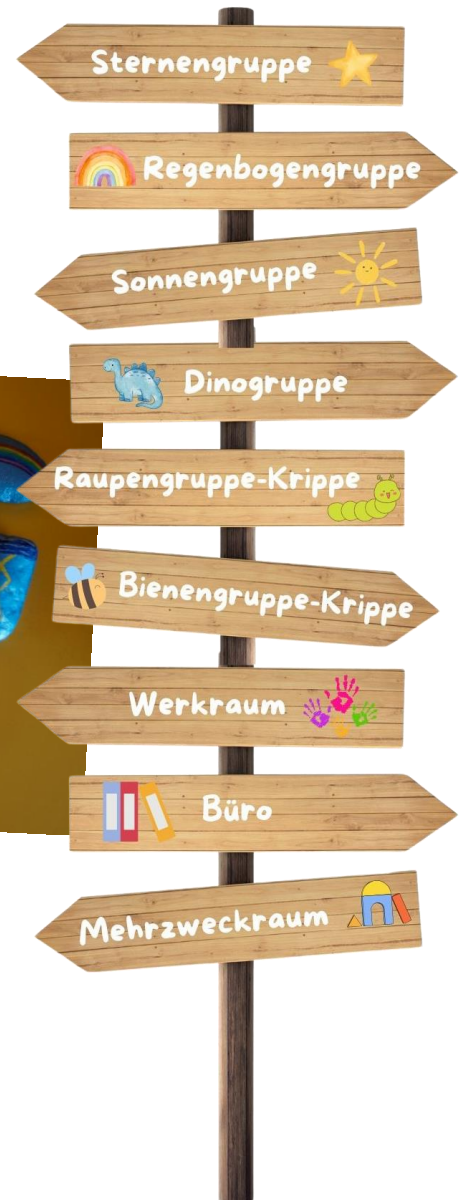 Sternengruppe
Regenbogengruppe
Sonnengruppe
Dinogruppe
Raupengruppe-Krippe
Bienengruppe-Krippe
Werkraum
Büro
Mehrzweckraum